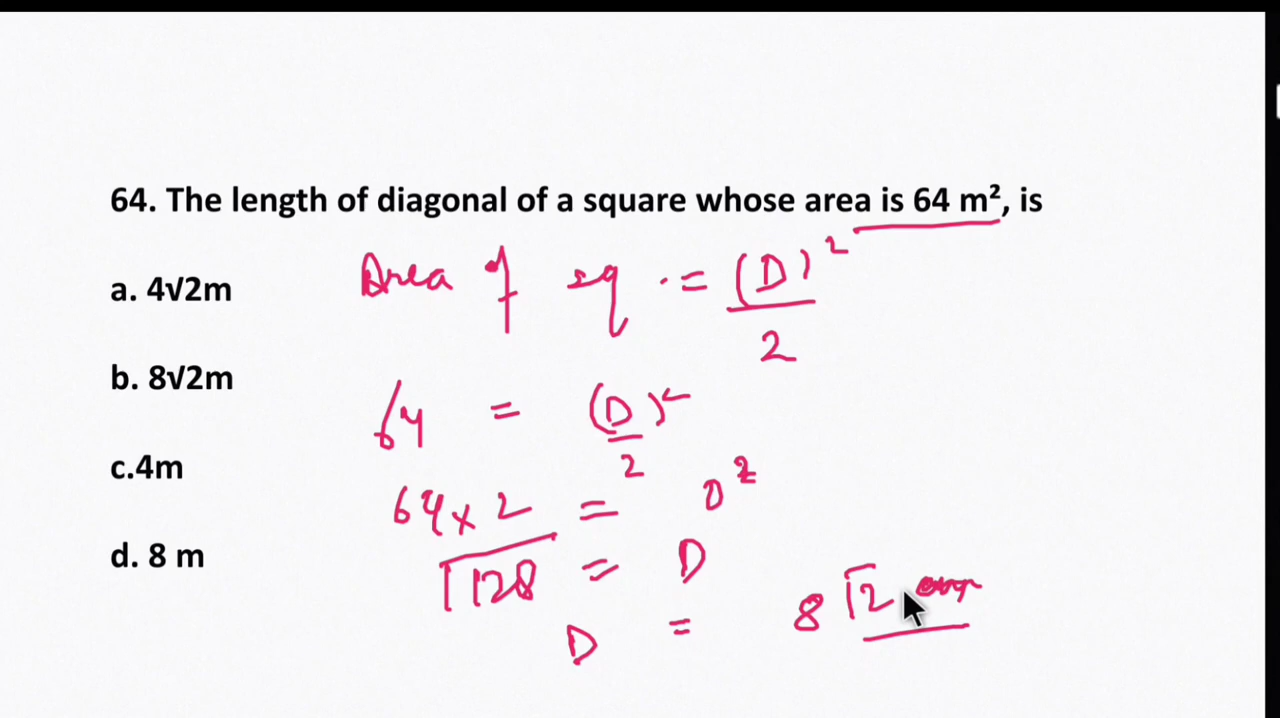 64. The length of diagonal of a square whose area is 64 m², is
Area of sq. = (D)²/2
a. 4√2m
b. 8√2m
64 = (D)²/2
c.4m
64 x 2 = D²
d. 8 m
√128 = D
D = 8√2